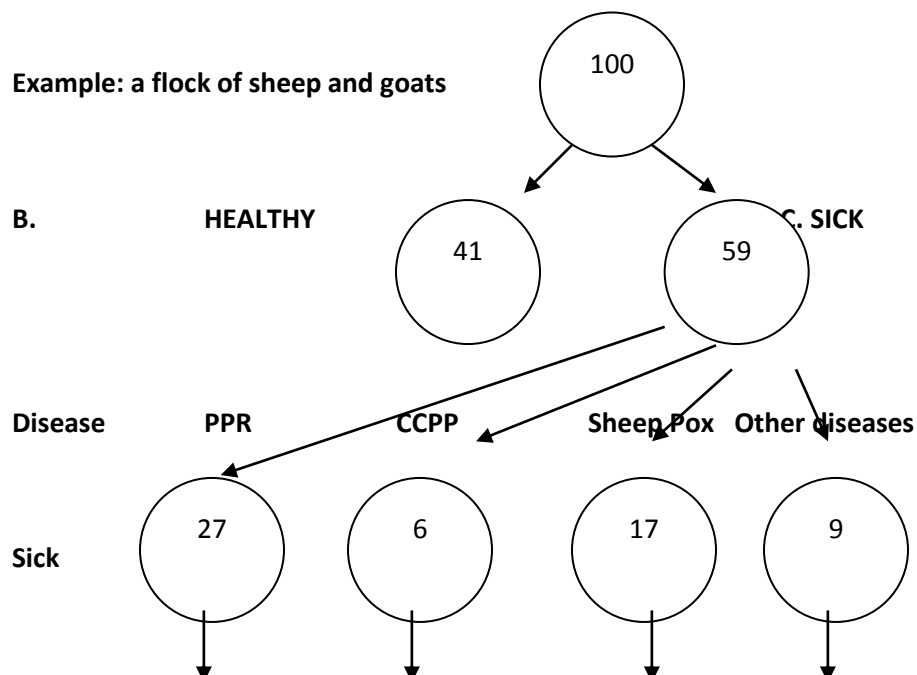 100
Example: a flock of sheep and goats
B. HEALTHY C. SICK
41 59
Disease PPR CCPP Sheep Pox Other diseases
27 6 17 9
Sick